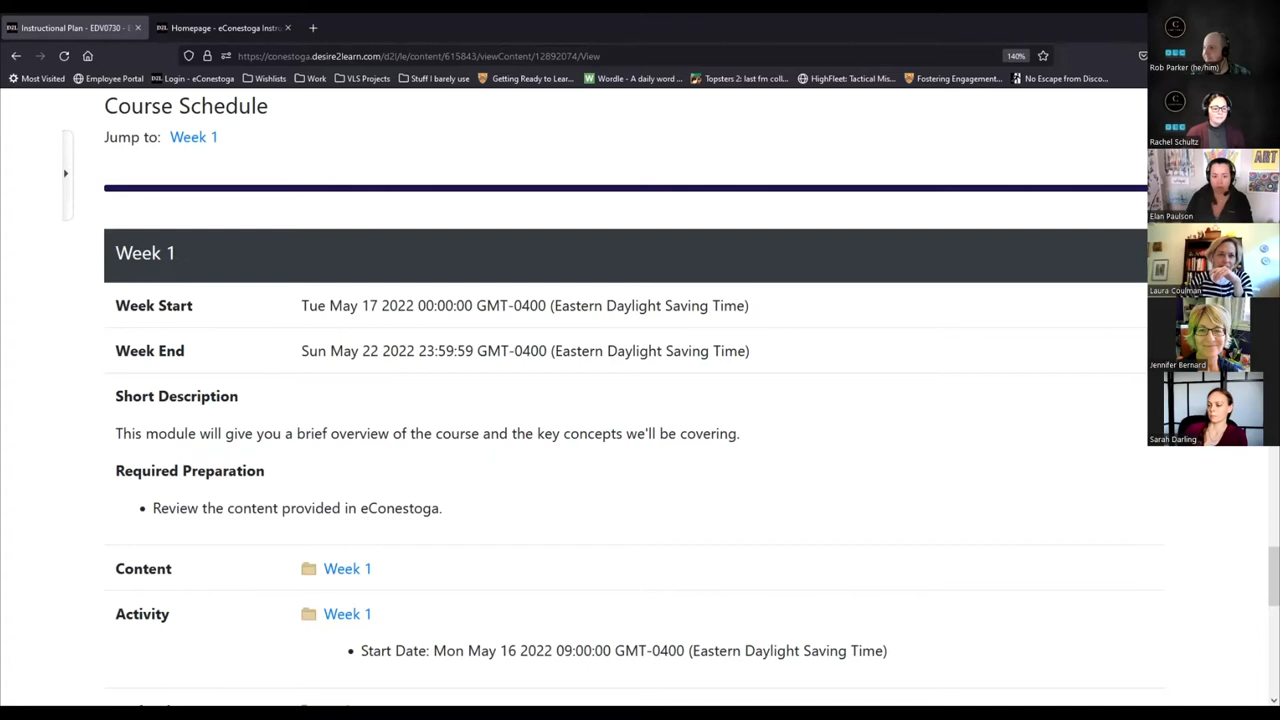 Instructional Plan - EDV0730 - E
Homepage - eConestoga Instru
https://conestoga.desire2learn.com/d2l/le/content/615843/viewContent/12892074/View
140%
Most Visited
Employee Portal
D2L Login - eConestoga
Wishlists
Work
VLS Projects
Stuff I barely use
Getting Ready to Lear...
Wordle - A daily word ...
Topsters 2: last fm coll...
HighFleet: Tactical Mis...
Fostering Engagement...
No Escape from Disco...
Course Schedule
Jump to: Week 1
Week 1
Week Start Tue May 17 2022 00:00:00 GMT-0400 (Eastern Daylight Saving Time)
Week End Sun May 22 2022 23:59:59 GMT-0400 (Eastern Daylight Saving Time)
Short Description
This module will give you a brief overview of the course and the key concepts we'll be covering.
Required Preparation
• Review the content provided in eConestoga.
Content Week 1
Activity Week 1
• Start Date: Mon May 16 2022 09:00:00 GMT-0400 (Eastern Daylight Saving Time)
Rob Parker (he/him)
Rachel Schultz
ART
Elan Paulson
Laura Coulman
Jennifer Bernard
Sarah Darling